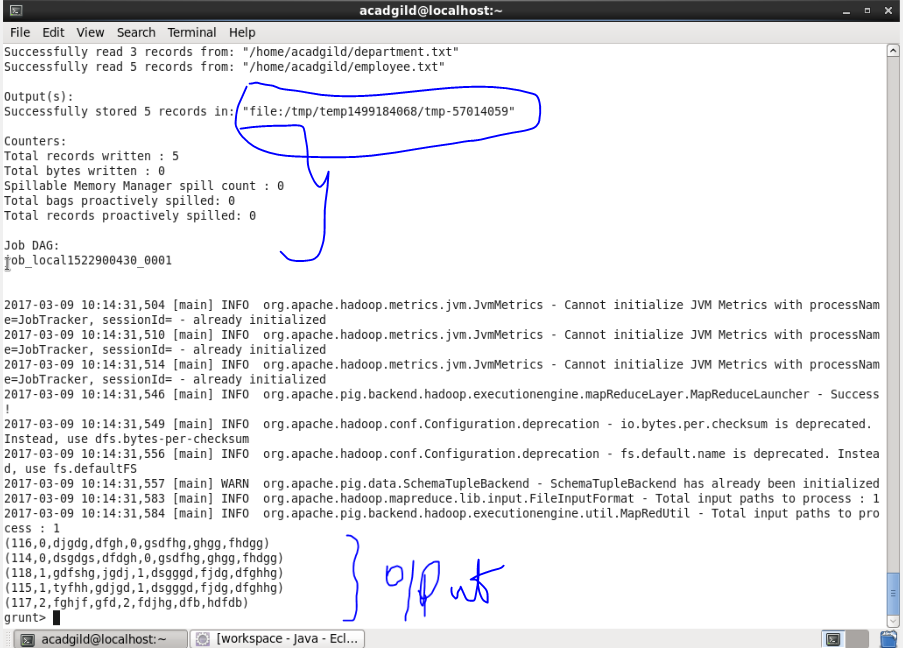 acadgild@localhost:~
File Edit View Search Terminal Help
Successfully read 3 records from: "/home/acadgild/department.txt"
Successfully read 5 records from: "/home/acadgild/employee.txt"
Output(s):
Successfully stored 5 records in: "file:/tmp/temp1499184068/tmp-57014059"
Counters:
Total records written : 5
Total bytes written : 0
Spillable Memory Manager spill count : 0
Total bags proactively spilled: 0
Total records proactively spilled: 0
Job DAG:
job_local1522900430_0001
2017-03-09 10:14:31,504 [main] INFO  org.apache.hadoop.metrics.jvm.JvmMetrics - Cannot initialize JVM Metrics with processNam
e=JobTracker, sessionId= - already initialized
2017-03-09 10:14:31,510 [main] INFO  org.apache.hadoop.metrics.jvm.JvmMetrics - Cannot initialize JVM Metrics with processNam
e=JobTracker, sessionId= - already initialized
2017-03-09 10:14:31,514 [main] INFO  org.apache.hadoop.metrics.jvm.JvmMetrics - Cannot initialize JVM Metrics with processNam
e=JobTracker, sessionId= - already initialized
2017-03-09 10:14:31,546 [main] INFO  org.apache.pig.backend.hadoop.executionengine.mapReduceLayer.MapReduceLauncher - Success
!
2017-03-09 10:14:31,549 [main] INFO  org.apache.hadoop.conf.Configuration.deprecation - io.bytes.per.checksum is deprecated.
Instead, use dfs.bytes-per-checksum
2017-03-09 10:14:31,556 [main] INFO  org.apache.hadoop.conf.Configuration.deprecation - fs.default.name is deprecated. Instea
d, use fs.defaultFS
2017-03-09 10:14:31,557 [main] WARN  org.apache.pig.data.SchemaTupleBackend - SchemaTupleBackend has already been initialized
2017-03-09 10:14:31,583 [main] INFO  org.apache.hadoop.mapreduce.lib.input.FileInputFormat - Total input paths to process : 1
2017-03-09 10:14:31,584 [main] INFO  org.apache.pig.backend.hadoop.executionengine.util.MapRedUtil - Total input paths to pro
cess : 1
(116,0,djgdg,dfgh,0,gsdfhg,ghgg,fhdgg)
(114,0,dsgdgs,dfdgh,0,gsdfhg,ghgg,fhdgg)
(118,1,gdfshg,jgdj,1,dsgggd,fjdg,dfghhg)
(115,1,tyfhh,gdjgd,1,dsgggd,fjdg,dfghhg)
(117,2,fghjf,gfd,2,fdjhg,dfb,hdfdb)
o/Put
grunt>
acadgild@localhost:~ [workspace - Java - Ecl...